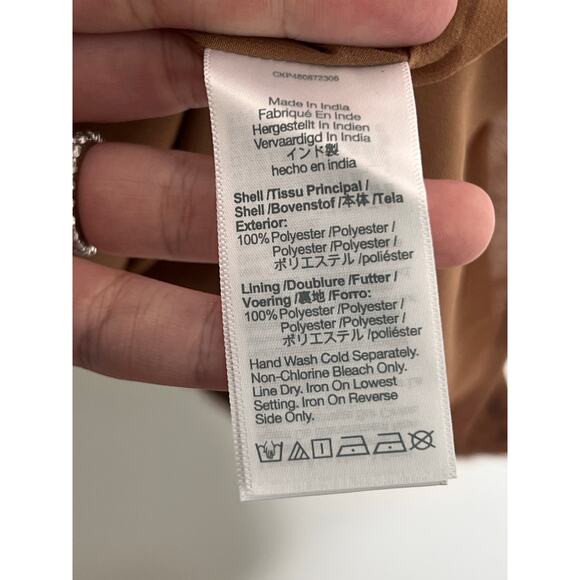 CKP480872306
Made In India
Fabriqué En Inde
Hergestellt In Indien
Vervaardigd In India
インド製
hecho en india
Shell /Tissu Principal /
Shell /Bovenstof /本体 /Tela
Exterior:
100% Polyester /Polyester /
Polyester /Polyester /
ポリエステル /poliéster
Lining /Doublure /Futter /
Voering /裏地 /Forro:
100% Polyester /Polyester /
Polyester /Polyester /
ポリエステル /poliéster
Hand Wash Cold Separately.
Non-Chlorine Bleach Only.
Line Dry. Iron On Lowest
Setting. Iron On Reverse
Side Only.